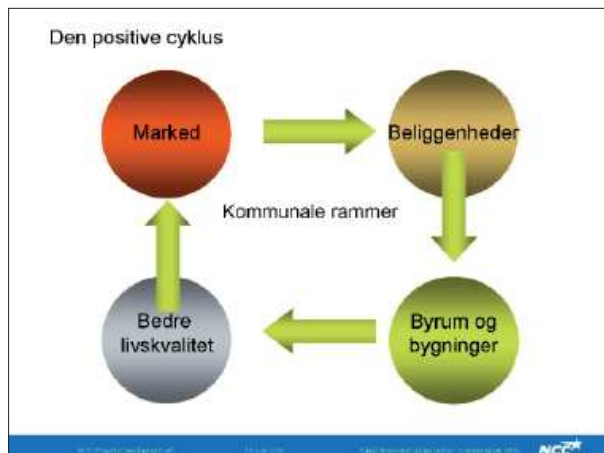 Den positive cyklus
Marked
Beliggenheder
Kommunale rammer
Bedre
livskvalitet
Byrum og
bygninger
NCC